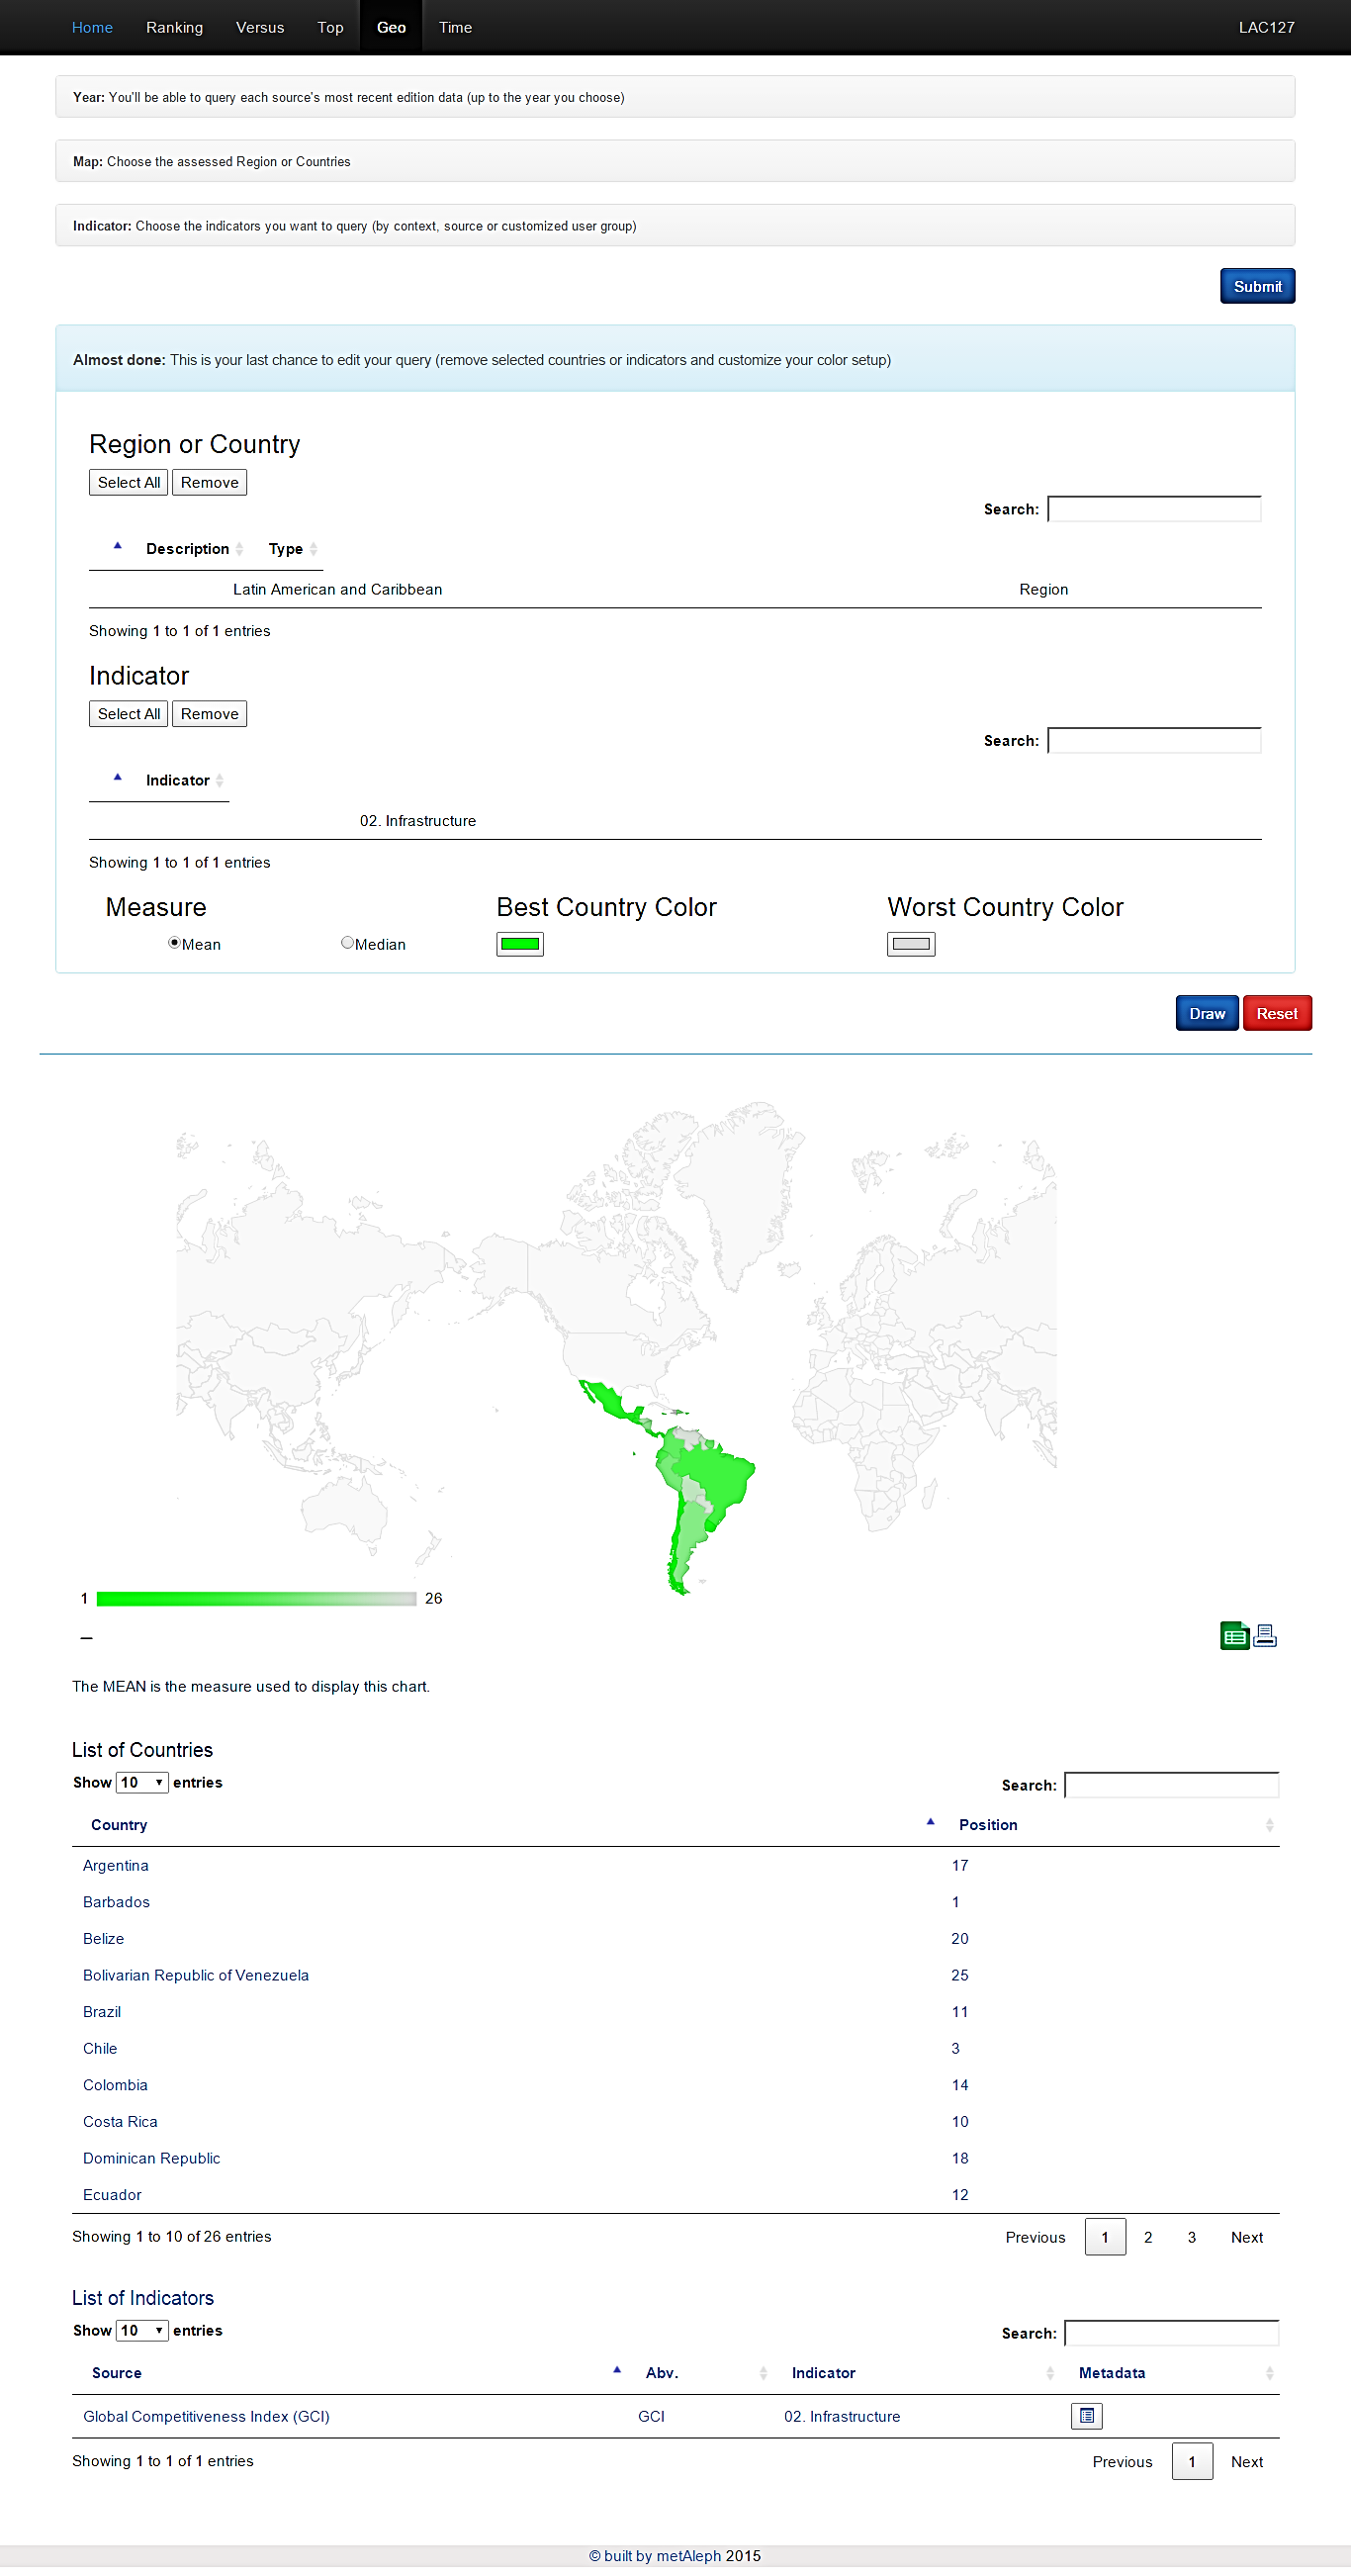 Home Ranking Versus Top Geo Time LAC127
Year: You'll be able to query each source's most recent edition data (up to the year you choose)
Map: Choose the assessed Region or Countries
Indicator: Choose the indicators you want to query (by context, source or customized user group)
Submit
Almost done: This is your last chance to edit your query (remove selected countries or indicators and customize your color setup)
Region or Country
Select All Remove
Search:
Description Type
Latin American and Caribbean Region
Showing 1 to 1 of 1 entries
Indicator
Select All Remove
Search:
Indicator
02. Infrastructure
Showing 1 to 1 of 1 entries
Measure Best Country Color Worst Country Color
Mean Median
Draw Reset
1 26
–
The MEAN is the measure used to display this chart.
List of Countries
Show 10 entries Search:
Country Position
Argentina 17
Barbados 1
Belize 20
Bolivarian Republic of Venezuela 25
Brazil 11
Chile 3
Colombia 14
Costa Rica 10
Dominican Republic 18
Ecuador 12
Showing 1 to 10 of 26 entries Previous 1 2 3 Next
List of Indicators
Show 10 entries Search:
Source Abv. Indicator Metadata
Global Competitiveness Index (GCI) GCI 02. Infrastructure
Showing 1 to 1 of 1 entries Previous 1 Next
© built by metAleph 2015